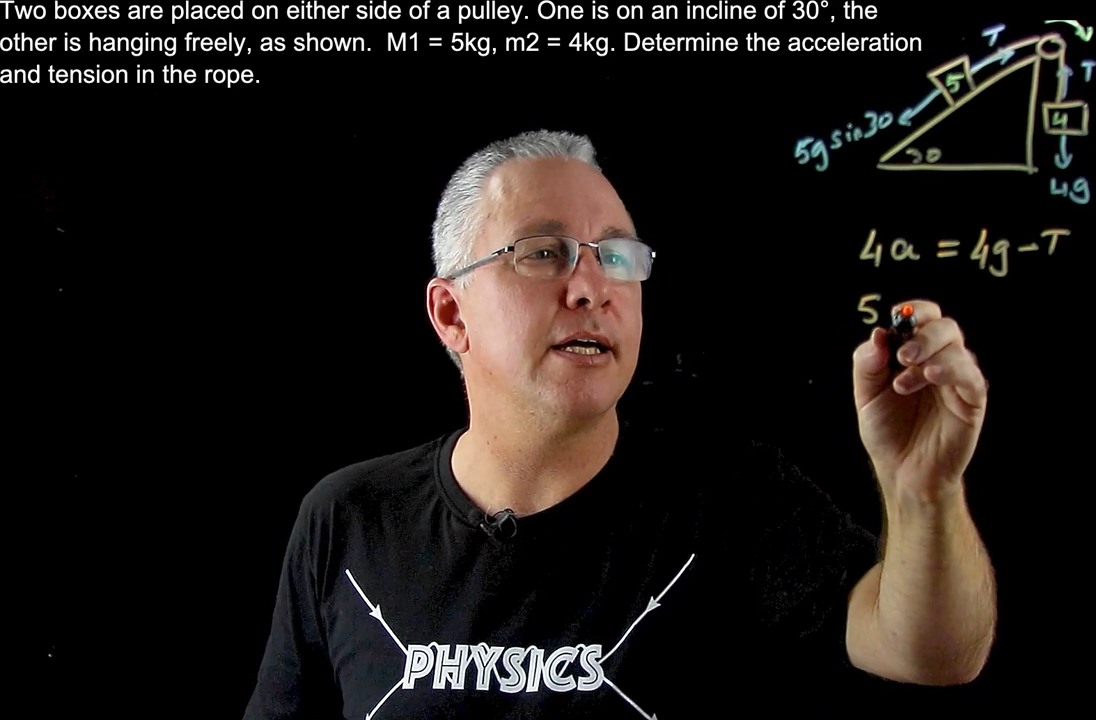 Two boxes are placed on either side of a pulley. One is on an incline of 30°, the
other is hanging freely, as shown. M1 = 5kg, m2 = 4kg. Determine the acceleration
and tension in the rope.
T
5
T
4
5g sin30
30
4g
4a = 4g - T
5
PHYSICS